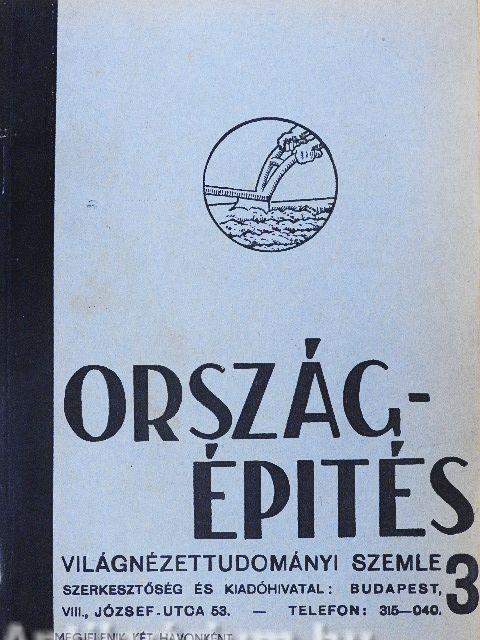 ORSZÁG-
ÉPITÉS
VILÁGNÉZETTUDOMÁNYI SZEMLE 3
SZERKESZTŐSÉG ÉS KIADÓHIVATAL: BUDAPEST,
VIII., JÓZSEF-UTCA 53. — TELEFON: 315—040.
MEGJELENIK KÉT HAVONKÉNT